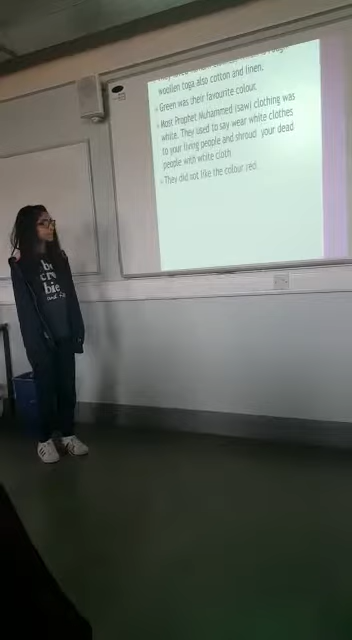 woollen toga also cotton and linen.
Green was their favourite colour.
Most Prophet Muhammed (saw) clothing was
white. They used to say wear white clothes
to your living people and shroud your dead
people with white cloth
They did not like the colour red.
be